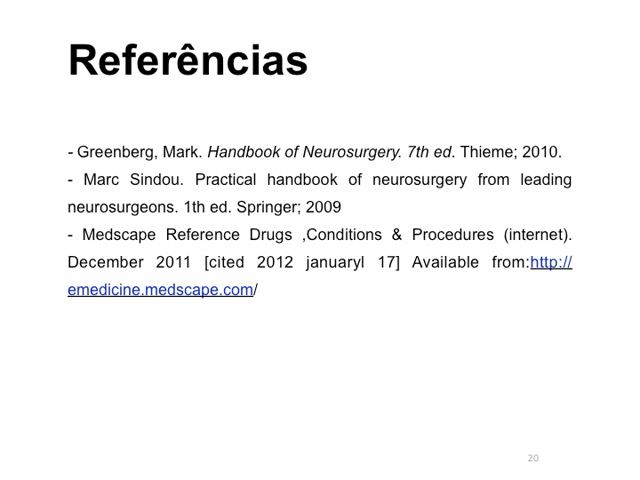 Referências
- Greenberg, Mark. Handbook of Neurosurgery. 7th ed. Thieme; 2010.
- Marc Sindou. Practical handbook of neurosurgery from leading
neurosurgeons. 1th ed. Springer; 2009
- Medscape Reference Drugs ,Conditions & Procedures (internet).
December 2011 [cited 2012 januaryl 17] Available from:http://
emedicine.medscape.com/
20